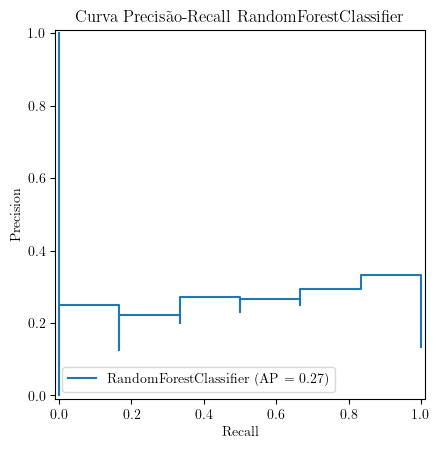 Curva Precisão-Recall RandomForestClassifier
1.0
0.8
0.6
0.4
0.2
0.0
Precision
RandomForestClassifier (AP = 0.27)
0.0 0.2 0.4 0.6 0.8 1.0
Recall